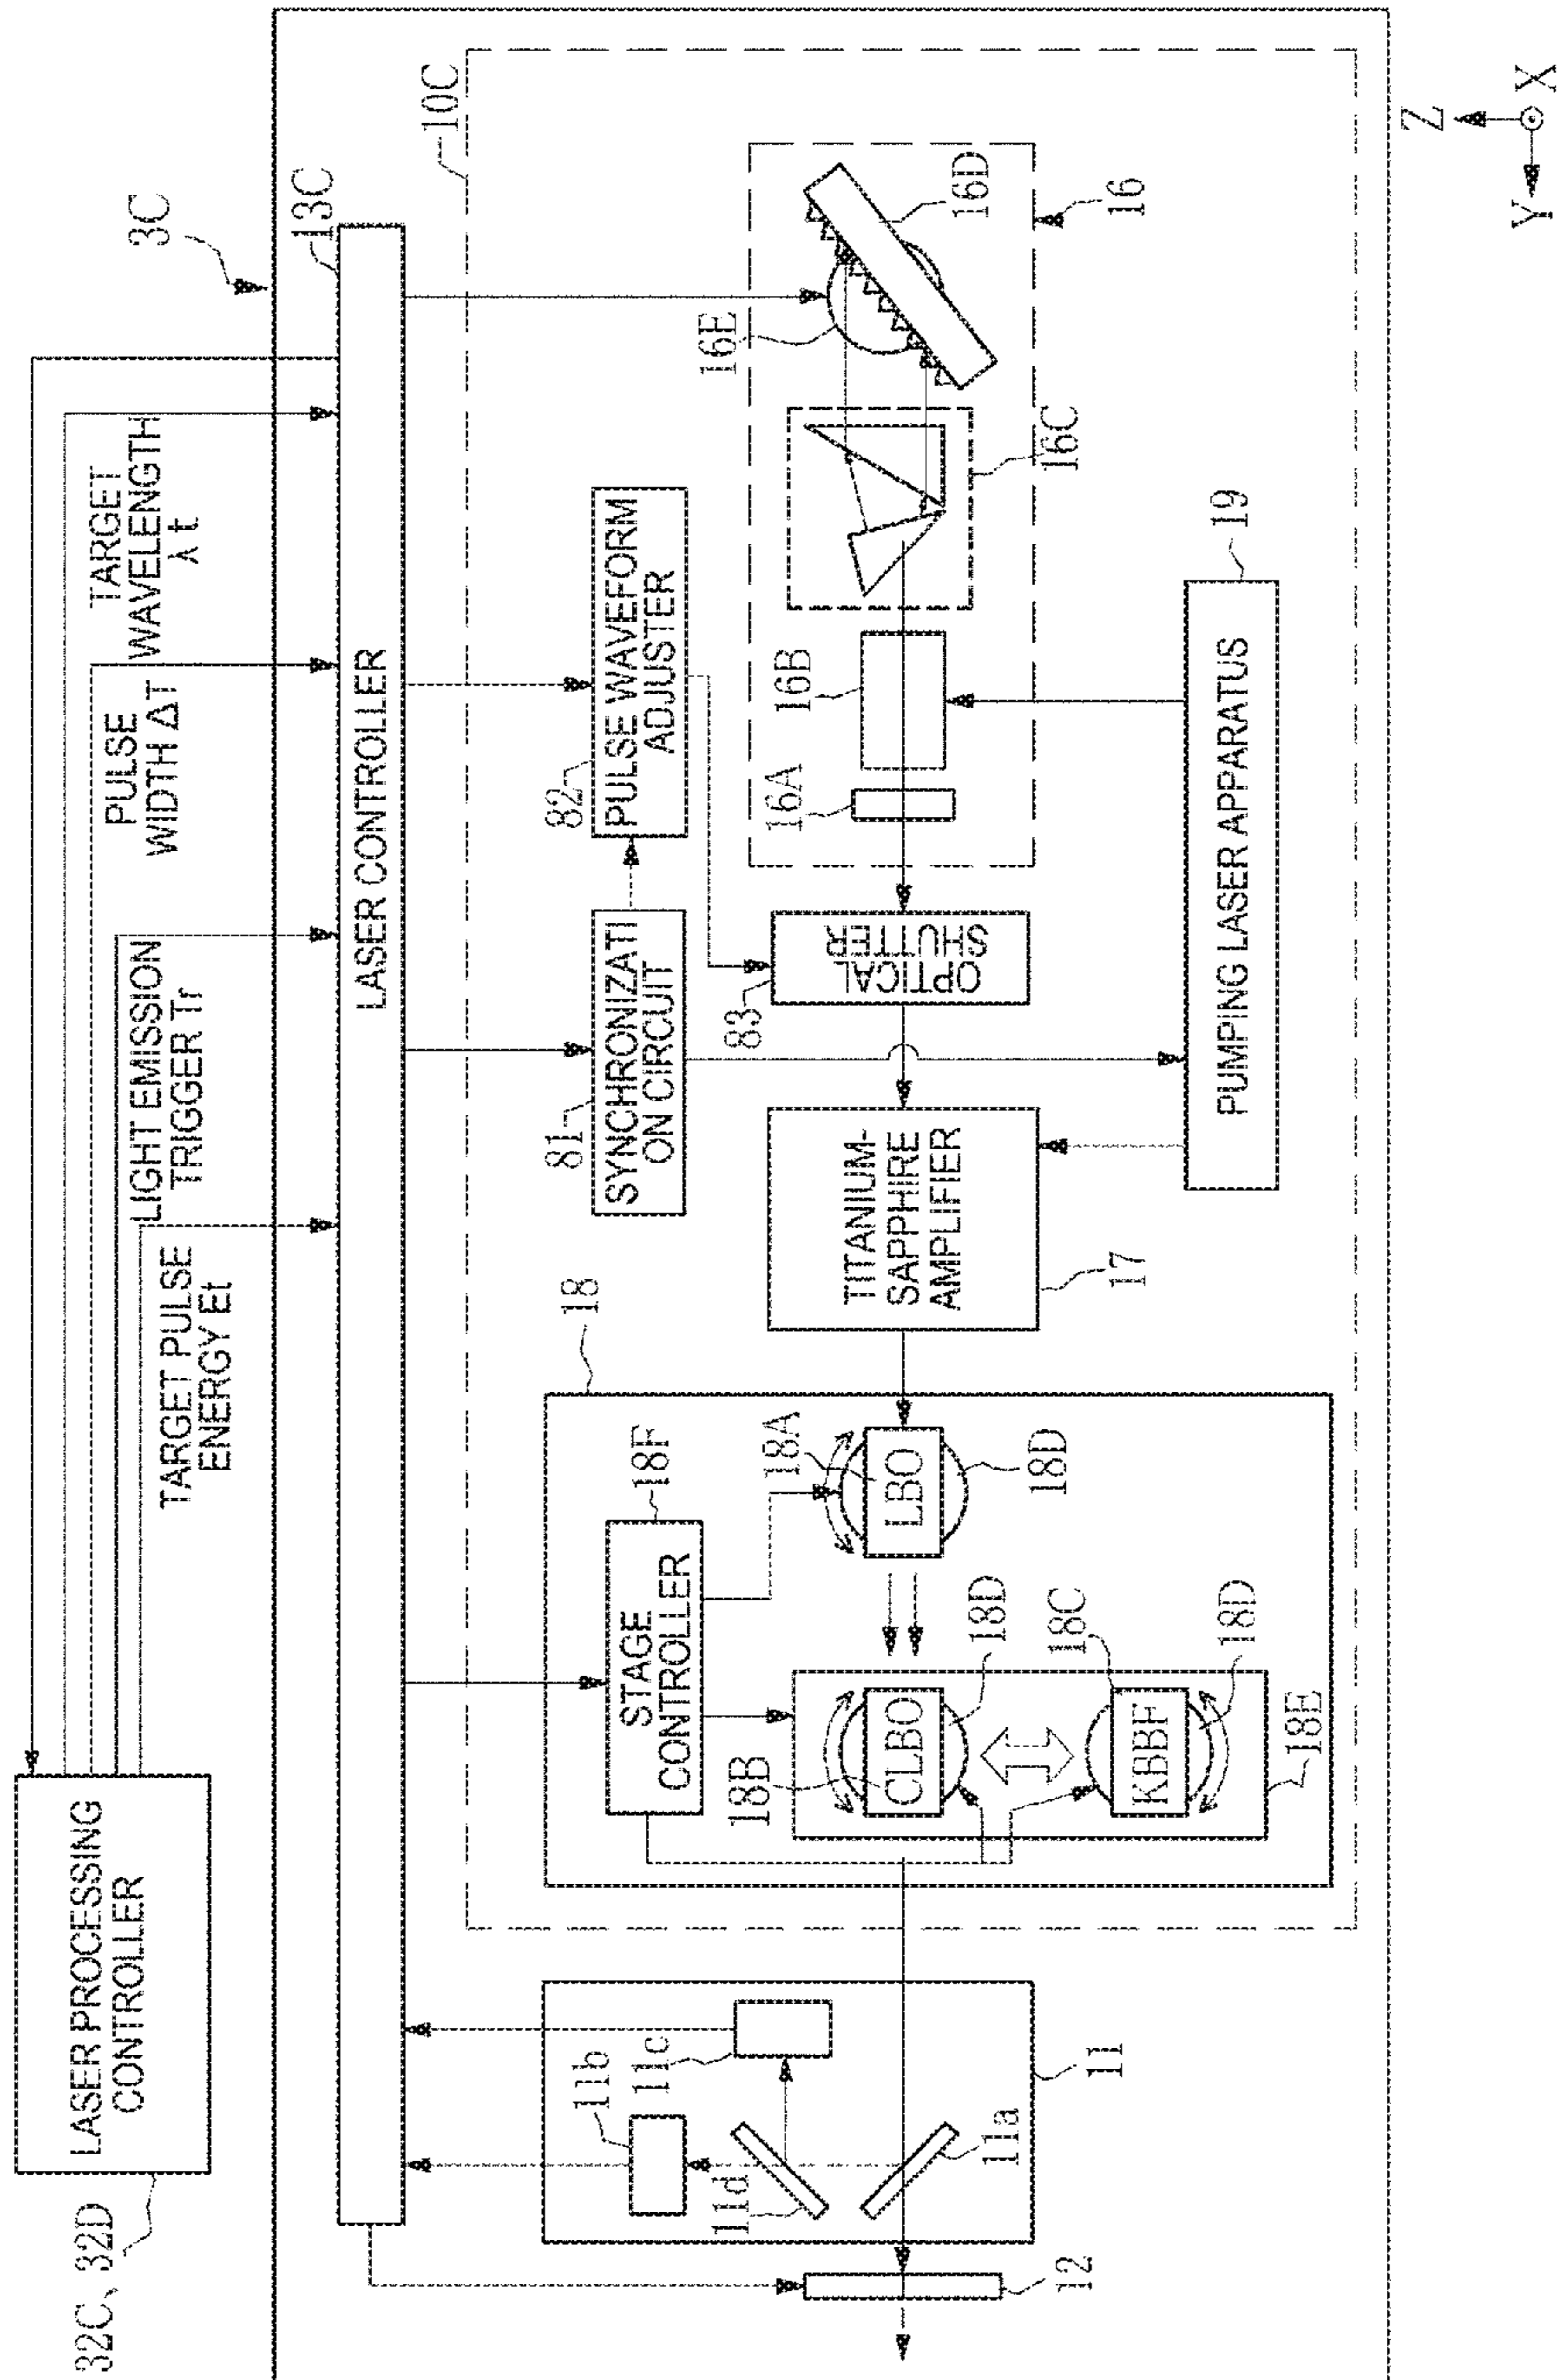 32C、32D
LASER PROCESSING
CONTROLLER
TARGET PULSE
ENERGY Et
LIGHT EMISSION
TRIGGER Tr
PULSE
WIDTH ΔT
TARGET
WAVELENGTH
λt
3C
13C
LASER CONTROLLER
10C
11
11a
11b
11c
11d
12
18
18F
STAGE
CONTROLLER
18A
LBO
18D
18B
CLBO
18D
18C
KBBF
18D
18E
81
SYNCHRONIZATI
ON CIRCUIT
82
PULSE WAVEFORM
ADJUSTER
83
OPTICAL
SHUTTER
TITANIUM-
SAPPHIRE
AMPLIFIER
17
16A
16B
16C
16E
16D
16
19
PUMPING LASER APPARATUS
Z
Y
X